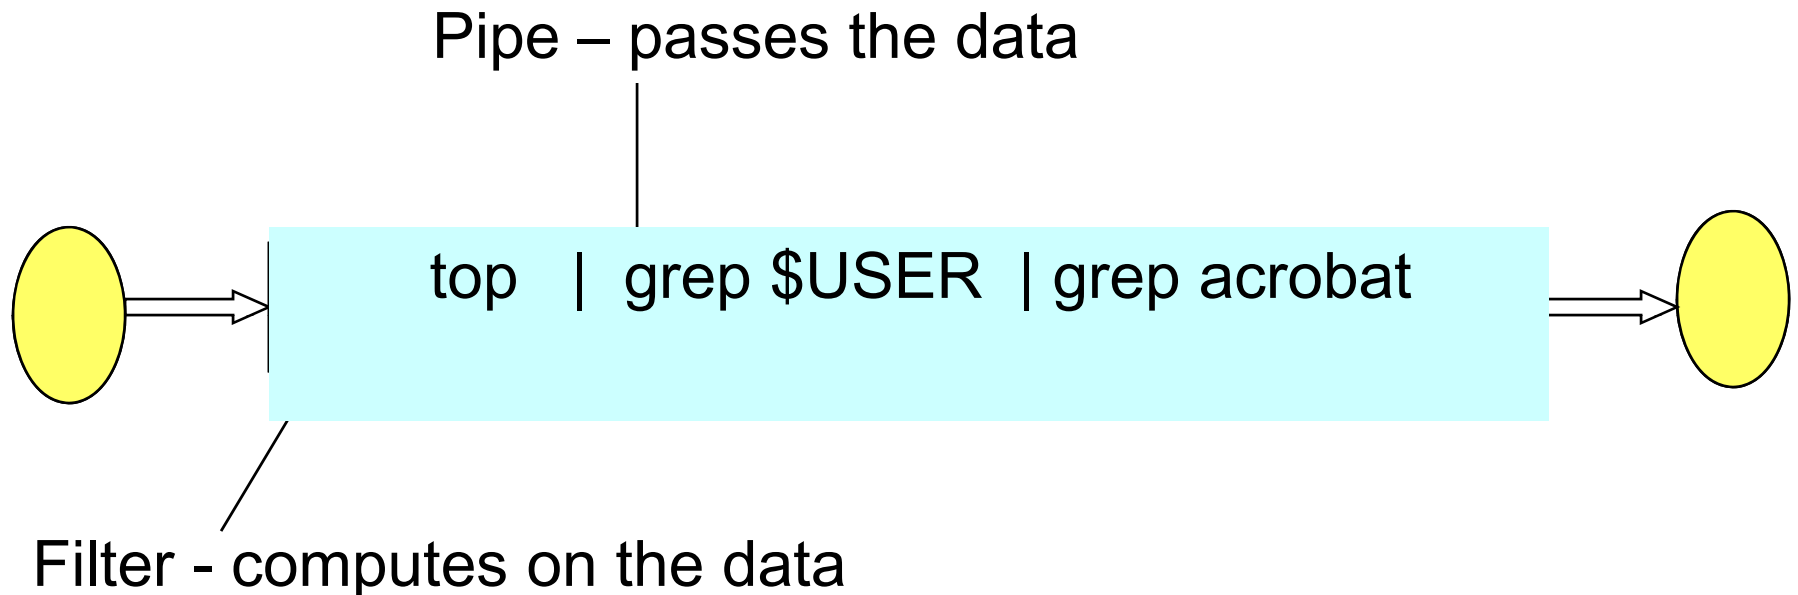 Pipe – passes the data
top | grep $USER | grep acrobat
Filter - computes on the data